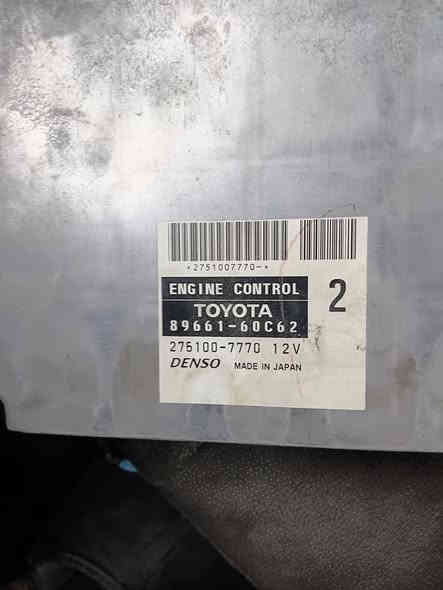 *2751007770-*
ENGINE CONTROL
2
TOYOTA
89661-60C62
275100-7770 12V
DENSO MADE IN JAPAN